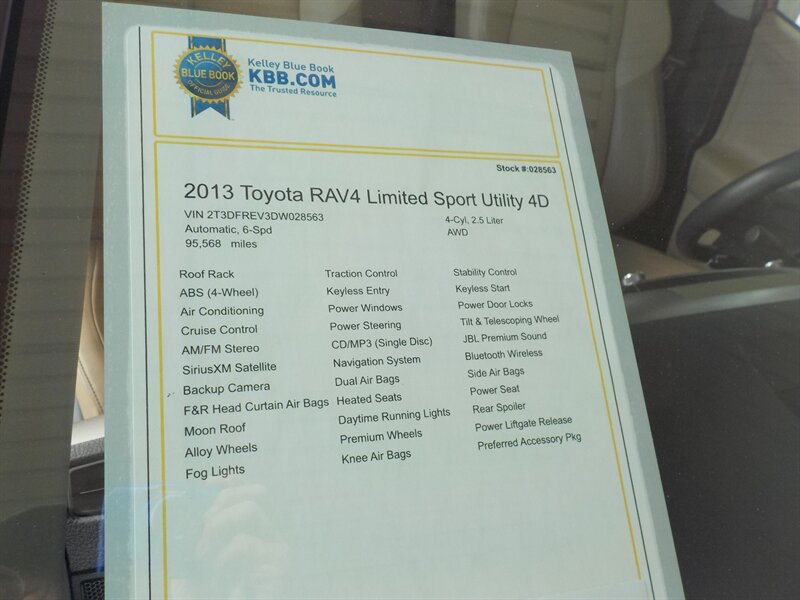 KELLEY
BLUE BOOK
OFFICIAL GUIDE
Kelley Blue Book
KBB.COM
The Trusted Resource
Stock #:028563
2013 Toyota RAV4 Limited Sport Utility 4D
VIN 2T3DFREV3DW028563 4-Cyl, 2.5 Liter
Automatic, 6-Spd AWD
95,568 miles
Roof Rack Traction Control Stability Control
ABS (4-Wheel) Keyless Entry Keyless Start
Air Conditioning Power Windows Power Door Locks
Cruise Control Power Steering Tilt & Telescoping Wheel
AM/FM Stereo CD/MP3 (Single Disc) JBL Premium Sound
SiriusXM Satellite Navigation System Bluetooth Wireless
Backup Camera Dual Air Bags Side Air Bags
F&R Head Curtain Air Bags Heated Seats Power Seat
Moon Roof Daytime Running Lights Rear Spoiler
Alloy Wheels Premium Wheels Power Liftgate Release
Fog Lights Knee Air Bags Preferred Accessory Pkg